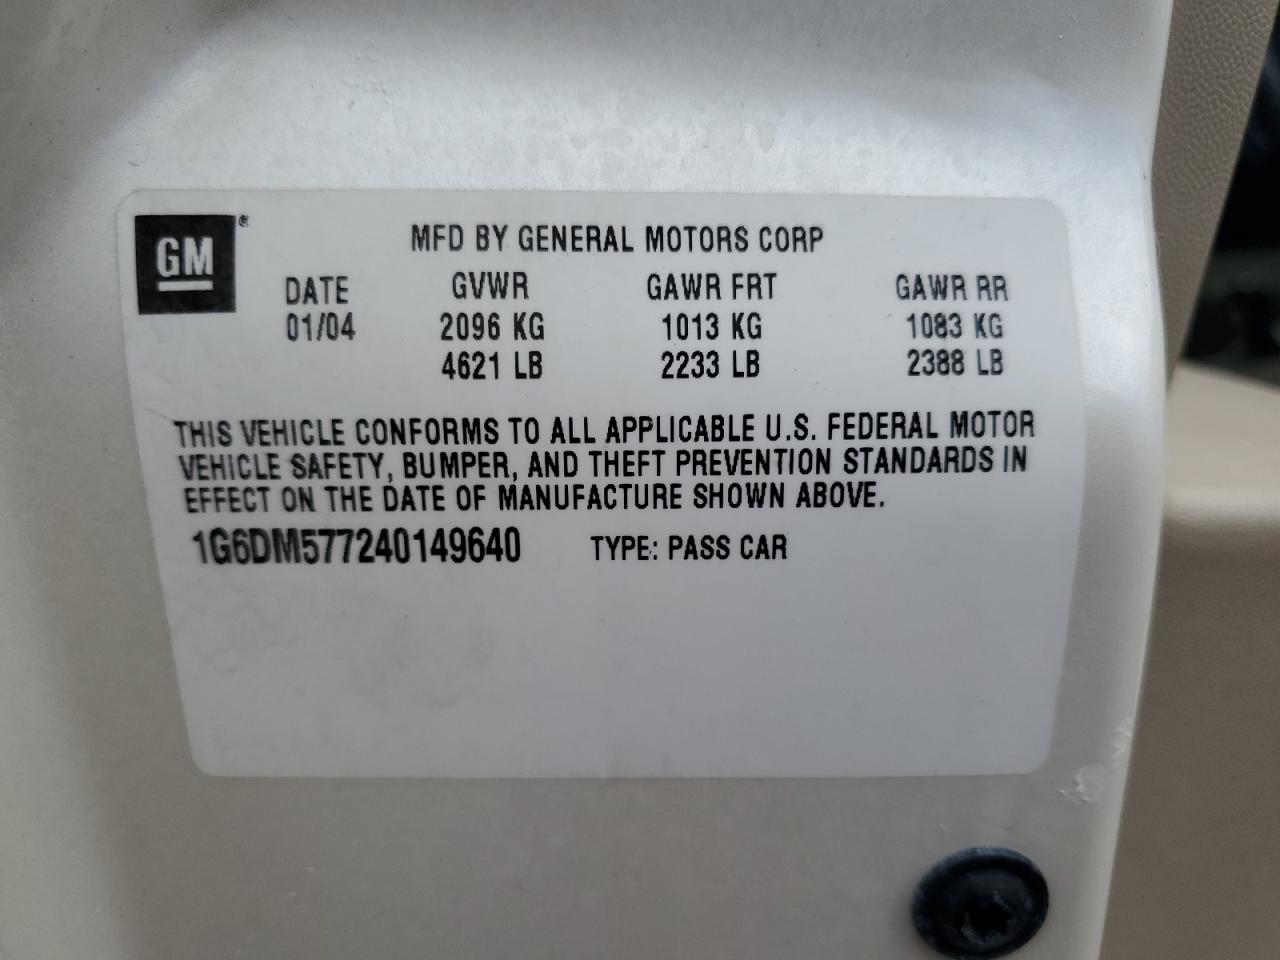 GM®
MFD BY GENERAL MOTORS CORP
DATE GVWR GAWR FRT GAWR RR
01/04 2096 KG 1013 KG 1083 KG
4621 LB 2233 LB 2388 LB
THIS VEHICLE CONFORMS TO ALL APPLICABLE U.S. FEDERAL MOTOR
VEHICLE SAFETY, BUMPER, AND THEFT PREVENTION STANDARDS IN
EFFECT ON THE DATE OF MANUFACTURE SHOWN ABOVE.
1G6DM577240149640 TYPE: PASS CAR